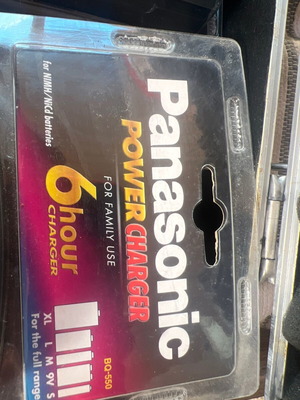 Panasonic
POWER CHARGER
FOR FAMILY USE
for NiMH/NiCd batteries
6 hour
CHARGER
BQ-550
XL L M 9V S
For the full range